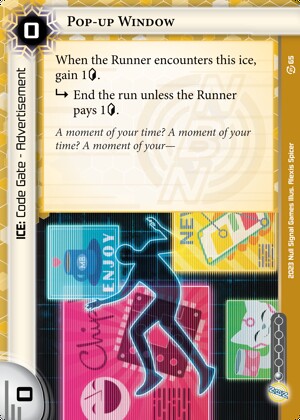 0
Pop-up Window
When the Runner encounters this ice,
gain 1.
End the run unless the Runner
pays 1.
A moment of your time? A moment of your
time? A moment of your—
ICE: Code Gate - Advertisement
65
2023 Null Signal Games Illus. Alexis Spicer
ENJOY
NEW
Chip
0